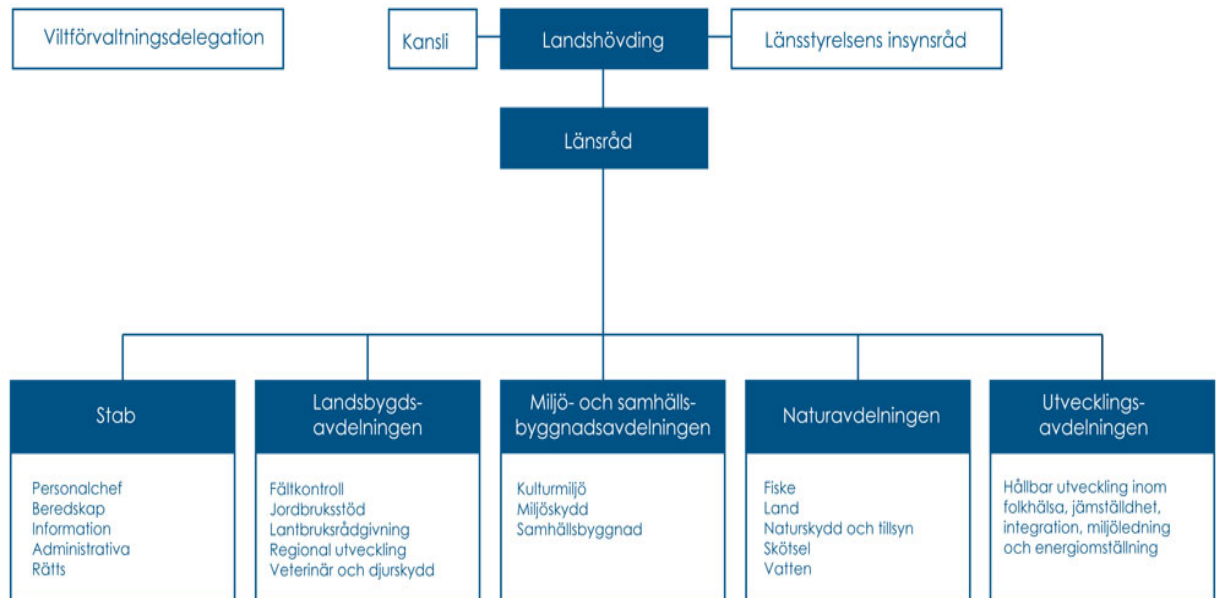 Viltförvaltningsdelegation
Kansli
Landshövding
Länsstyrelsens insynsråd
Länsråd
Stab
Personalchef
Beredskap
Information
Administrativa
Rätts
Landsbygds-
avdelningen
Fältkontroll
Jordbruksstöd
Lantbruksrådgivning
Regional utveckling
Veterinär och djurskydd
Miljö- och samhälls-
byggnadsavdelningen
Kulturmiljö
Miljöskydd
Samhällsbyggnad
Naturavdelningen
Fiske
Land
Naturskydd och tillsyn
Skötsel
Vatten
Utvecklings-
avdelningen
Hållbar utveckling inom
folkhälsa, jämställdhet,
integration, miljöledning
och energiomställning